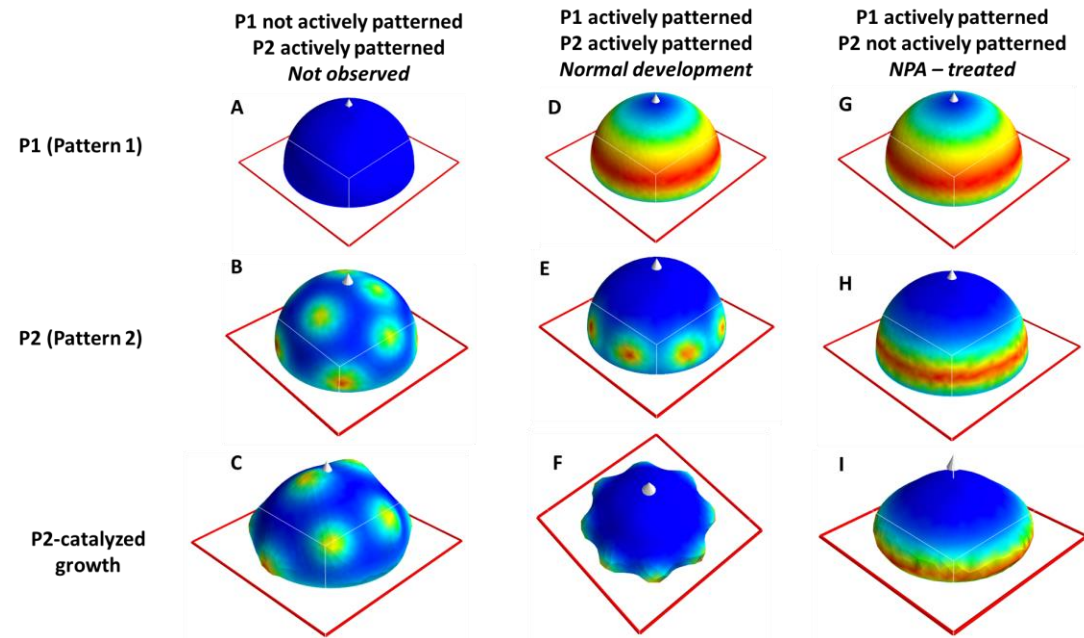 P1 not actively patterned
P2 actively patterned
Not observed
P1 actively patterned
P2 actively patterned
Normal development
P1 actively patterned
P2 not actively patterned
NPA – treated
P1 (Pattern 1)
A
D
G
P2 (Pattern 2)
B
E
H
P2-catalyzed
growth
C
F
I